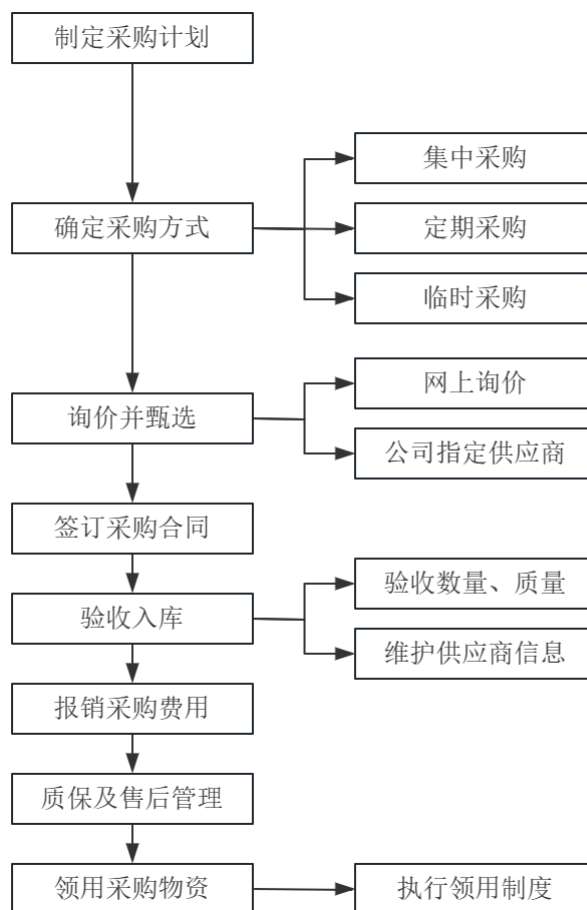 制定采购计划
集中采购
确定采购方式
定期采购
临时采购
网上询价
询价并甄选
公司指定供应商
签订采购合同
验收数量、质量
验收入库
维护供应商信息
报销采购费用
质保及售后管理
领用采购物资
执行领用制度